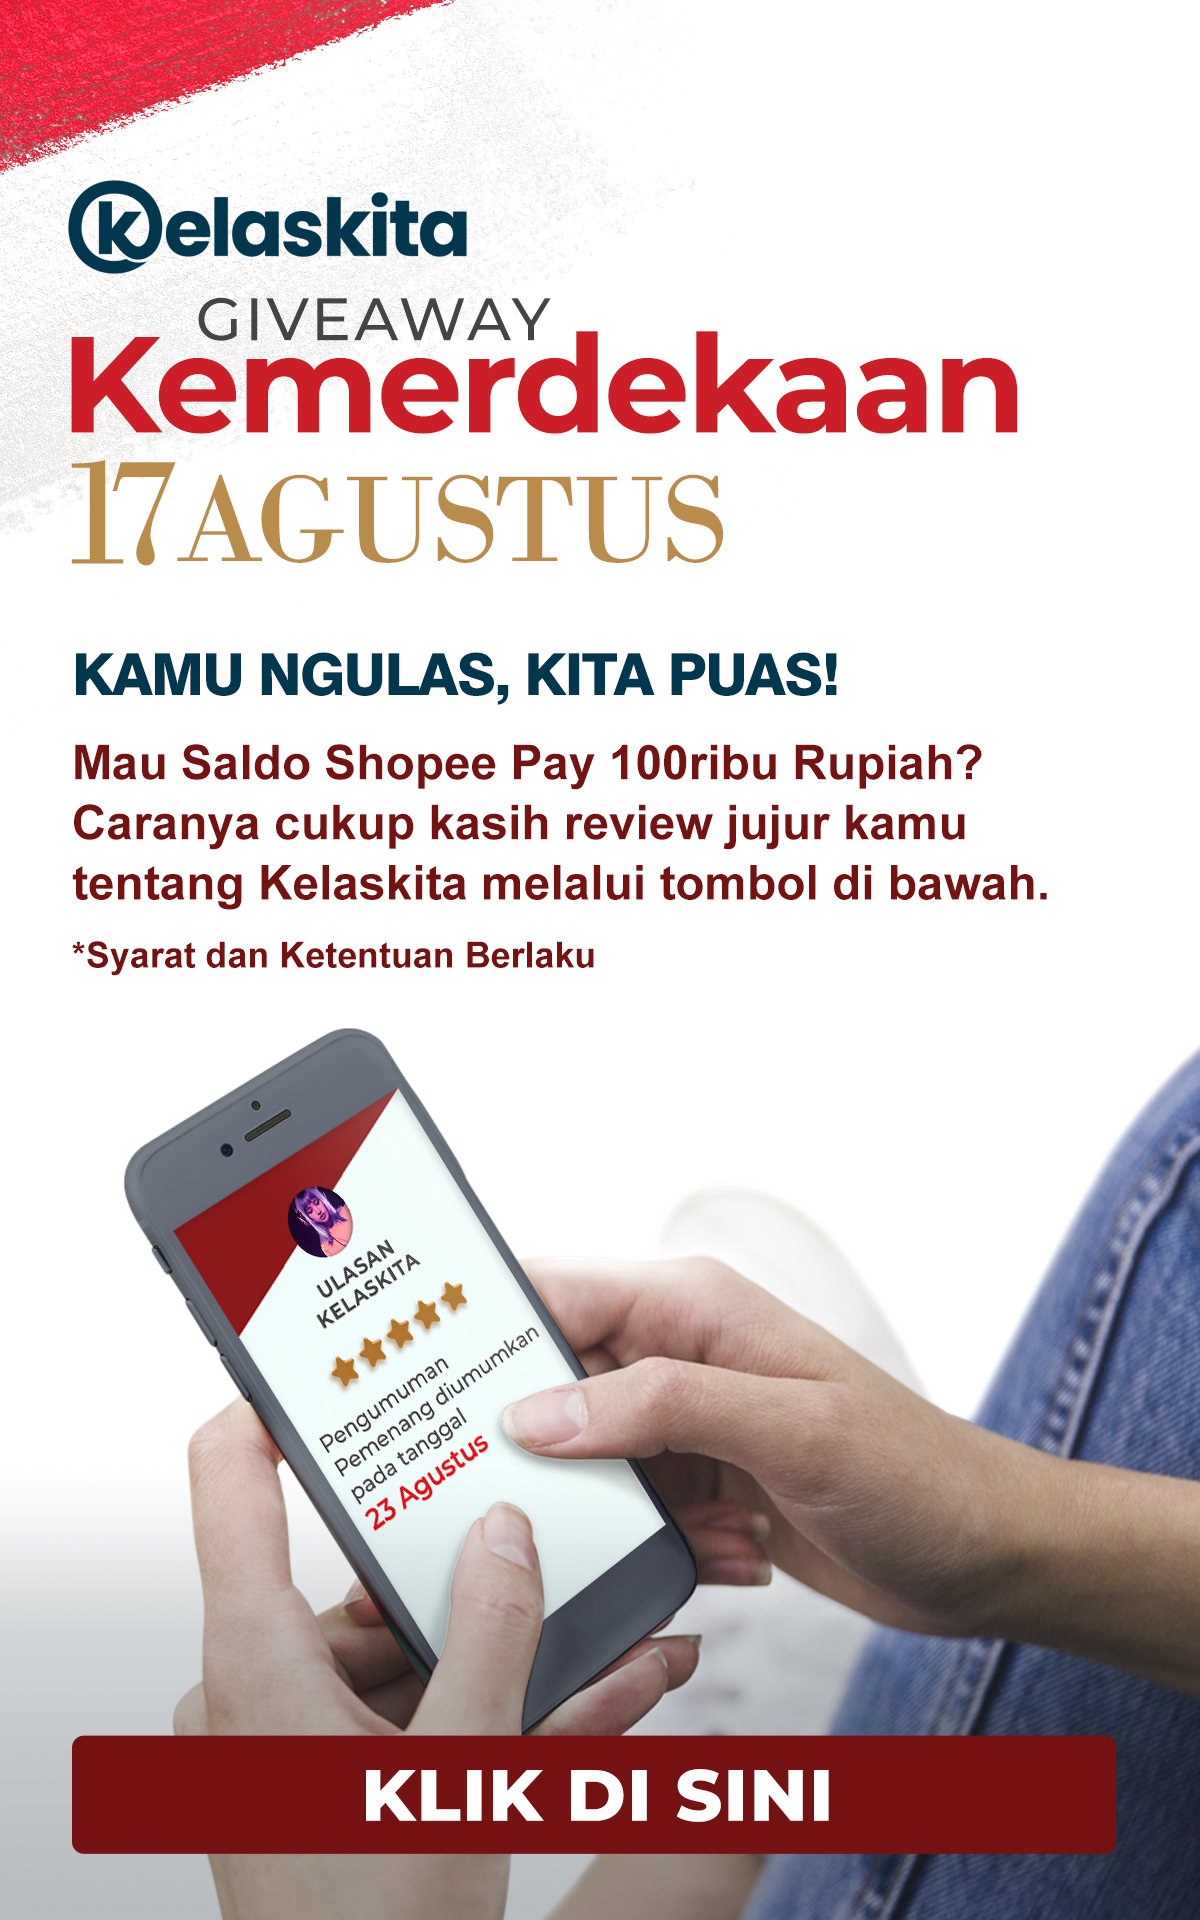 Kelaskita
GIVEAWAY
Kemerdekaan
17 AGUSTUS
KAMU NGULAS, KITA PUAS!
Mau Saldo Shopee Pay 100ribu Rupiah?
Caranya cukup kasih review jujur kamu
tentang Kelaskita melalui tombol di bawah.
*Syarat dan Ketentuan Berlaku
ULASAN
KELASKITA
Pengumuman
Pemenang diumumkan
pada tanggal
23 Agustus
KLIK DI SINI